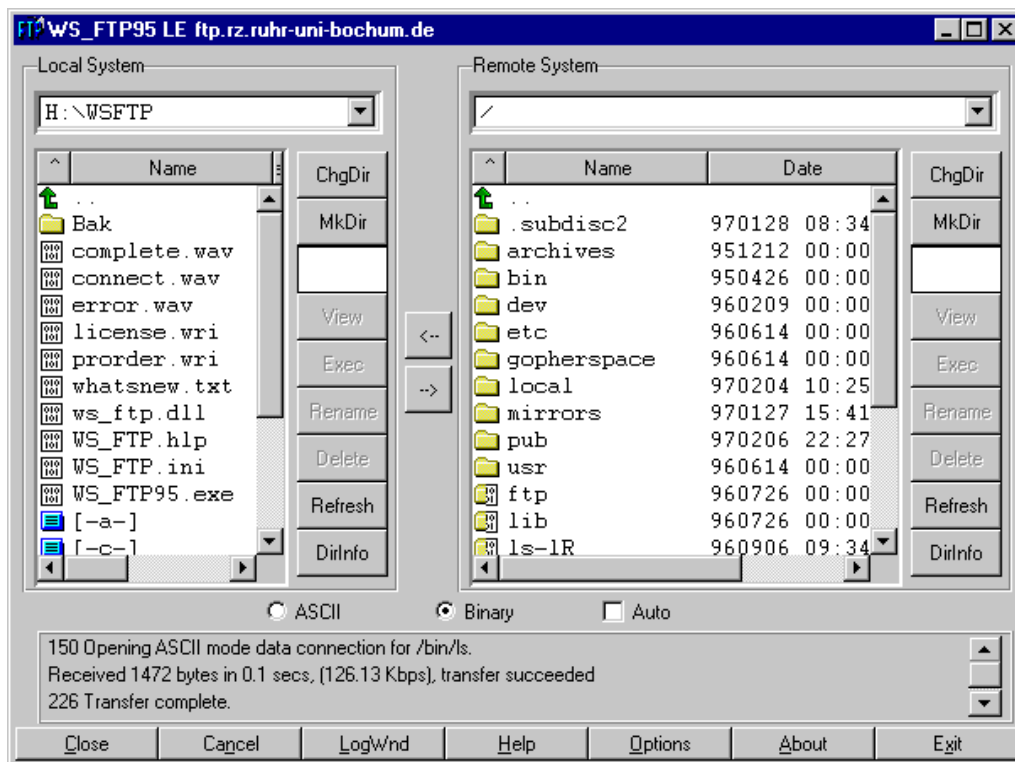 WS_FTP95 LE ftp.rz.ruhr-uni-bochum.de
Local System
H:\WSFTP
^ Name
..
Bak
complete.wav
connect.wav
error.wav
license.wri
prorder.wri
whatsnew.txt
ws_ftp.dll
WS_FTP.hlp
WS_FTP.ini
WS_FTP95.exe
[-a-]
[-c-]
ChgDir
MkDir
View
Exec
Rename
Delete
Refresh
DirInfo
<--
-->
Remote System
/
^ Name Date
..
.subdisc2 970128 08:34
archives 951212 00:00
bin 950426 00:00
dev 960209 00:00
etc 960614 00:00
gopherspace 960614 00:00
local 970204 10:25
mirrors 970127 15:41
pub 970206 22:27
usr 960614 00:00
ftp 960726 00:00
lib 960726 00:00
ls-lR 960906 09:34
ChgDir
MkDir
View
Exec
Rename
Delete
Refresh
DirInfo
ASCII Binary Auto
150 Opening ASCII mode data connection for /bin/ls.
Received 1472 bytes in 0.1 secs, (126.13 Kbps), transfer succeeded
226 Transfer complete.
Close Cancel LogWnd Help Options About Exit